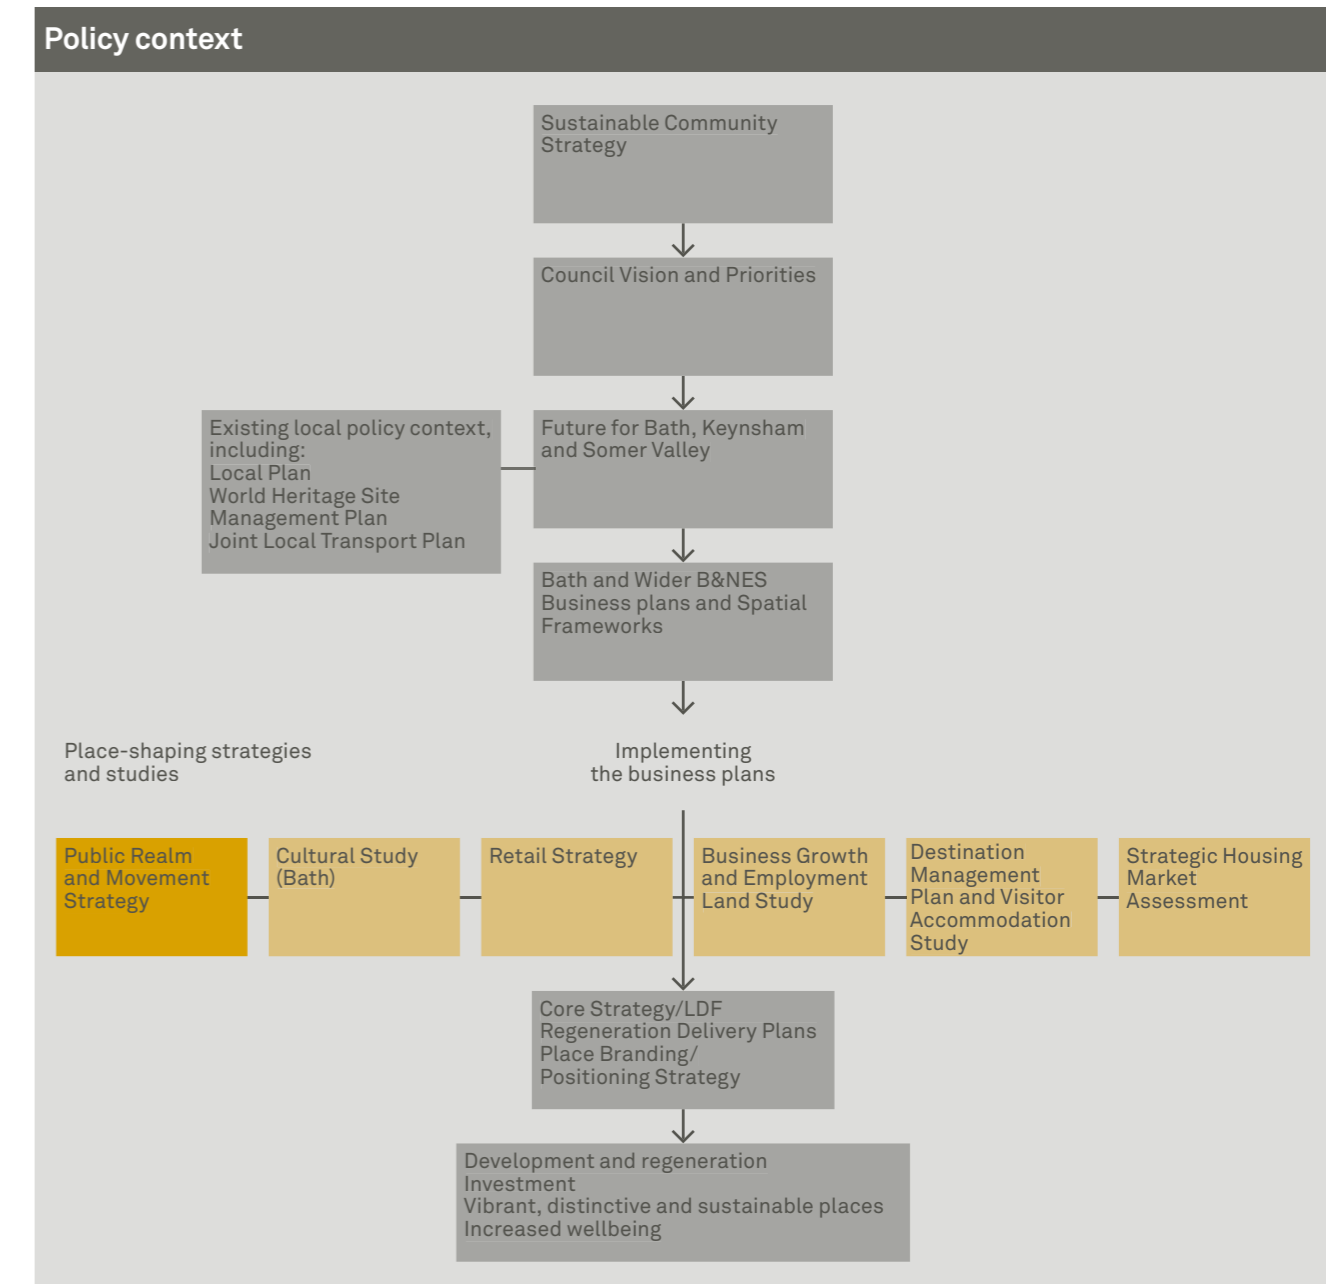 Policy context
Sustainable Community
Strategy
Council Vision and Priorities
Existing local policy context,
including:
Local Plan
World Heritage Site
Management Plan
Joint Local Transport Plan
Future for Bath, Keynsham
and Somer Valley
Bath and Wider B&NES
Business plans and Spatial
Frameworks
Place-shaping strategies
and studies
Implementing
the business plans
Public Realm
and Movement
Strategy
Cultural Study
(Bath)
Retail Strategy
Business Growth
and Employment
Land Study
Destination
Management
Plan and Visitor
Accommodation
Study
Strategic Housing
Market
Assessment
Core Strategy/LDF
Regeneration Delivery Plans
Place Branding/
Positioning Strategy
Development and regeneration
Investment
Vibrant, distinctive and sustainable places
Increased wellbeing